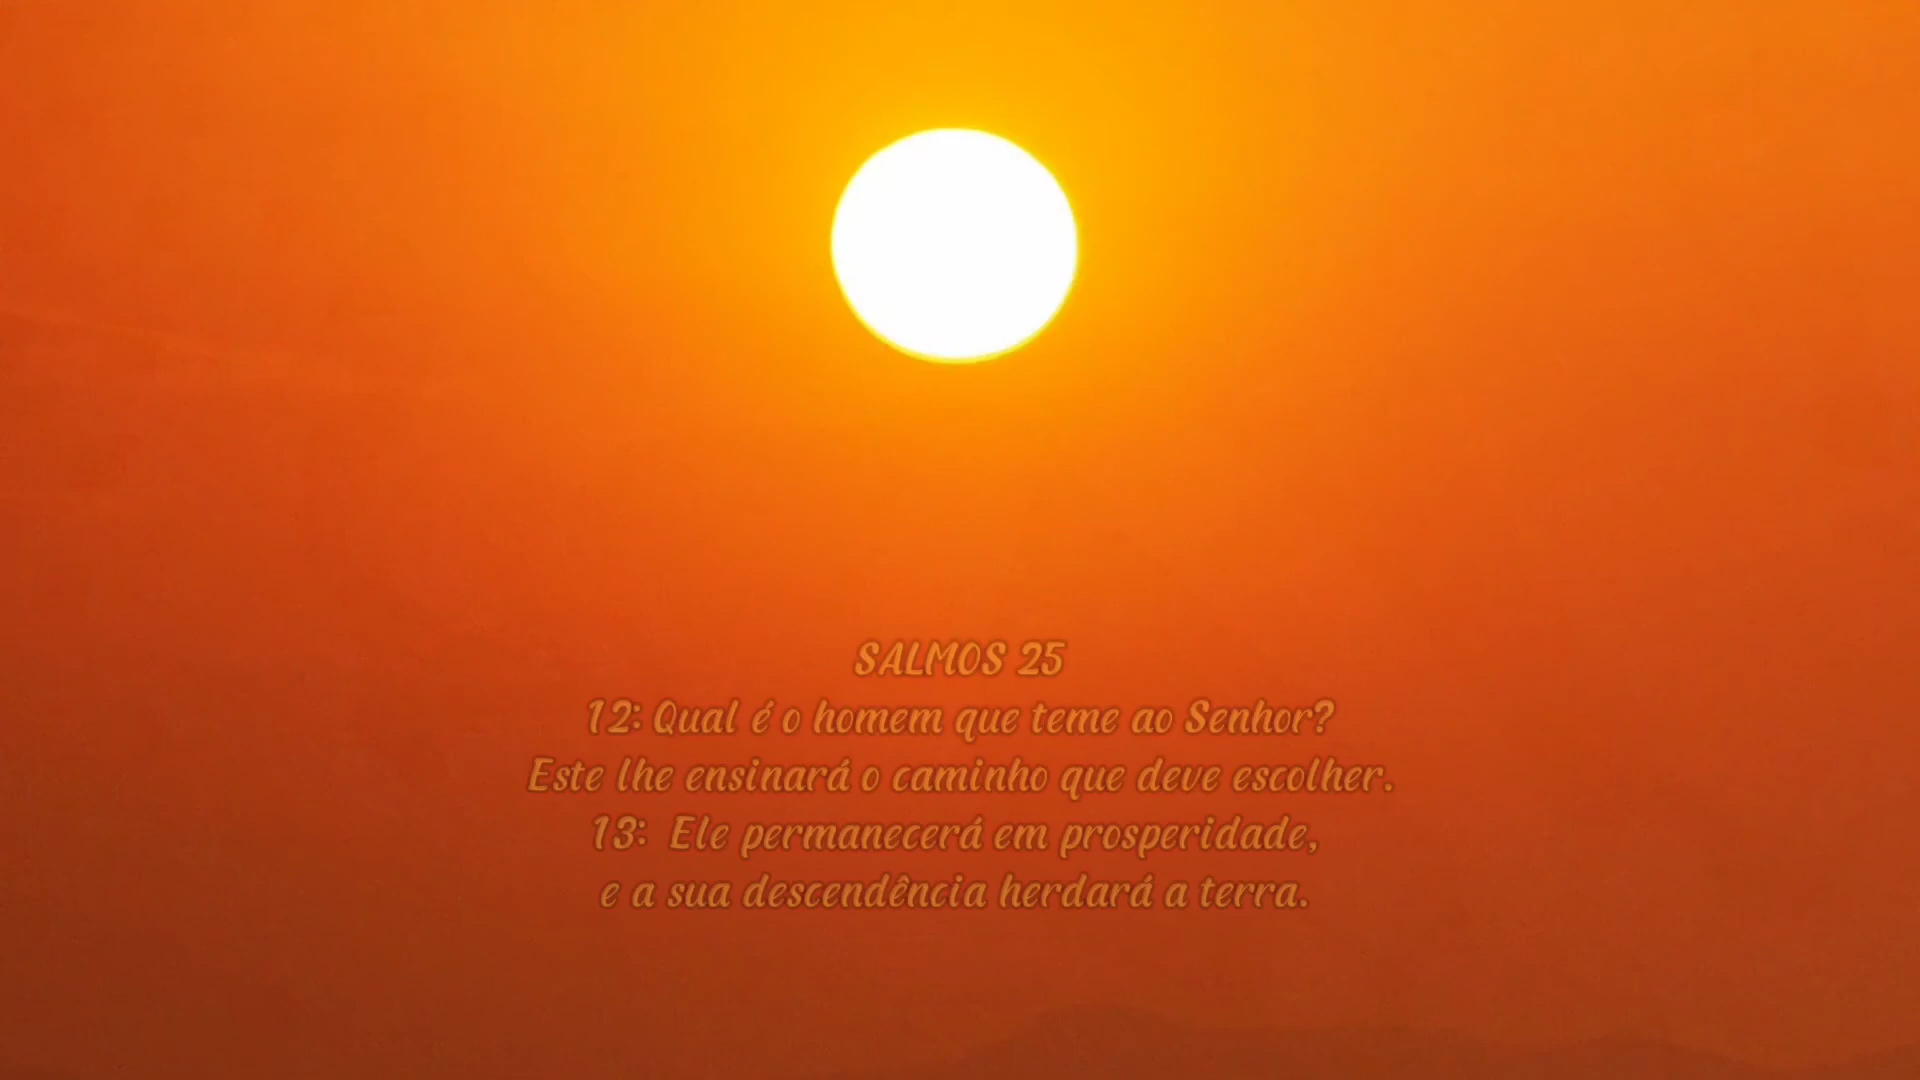 SALMOS 25
12: Qual é o homem que teme ao Senhor?
Este lhe ensinará o caminho que deve escolher.
13: Ele permanecerá em prosperidade,
e a sua descendência herdará a terra.